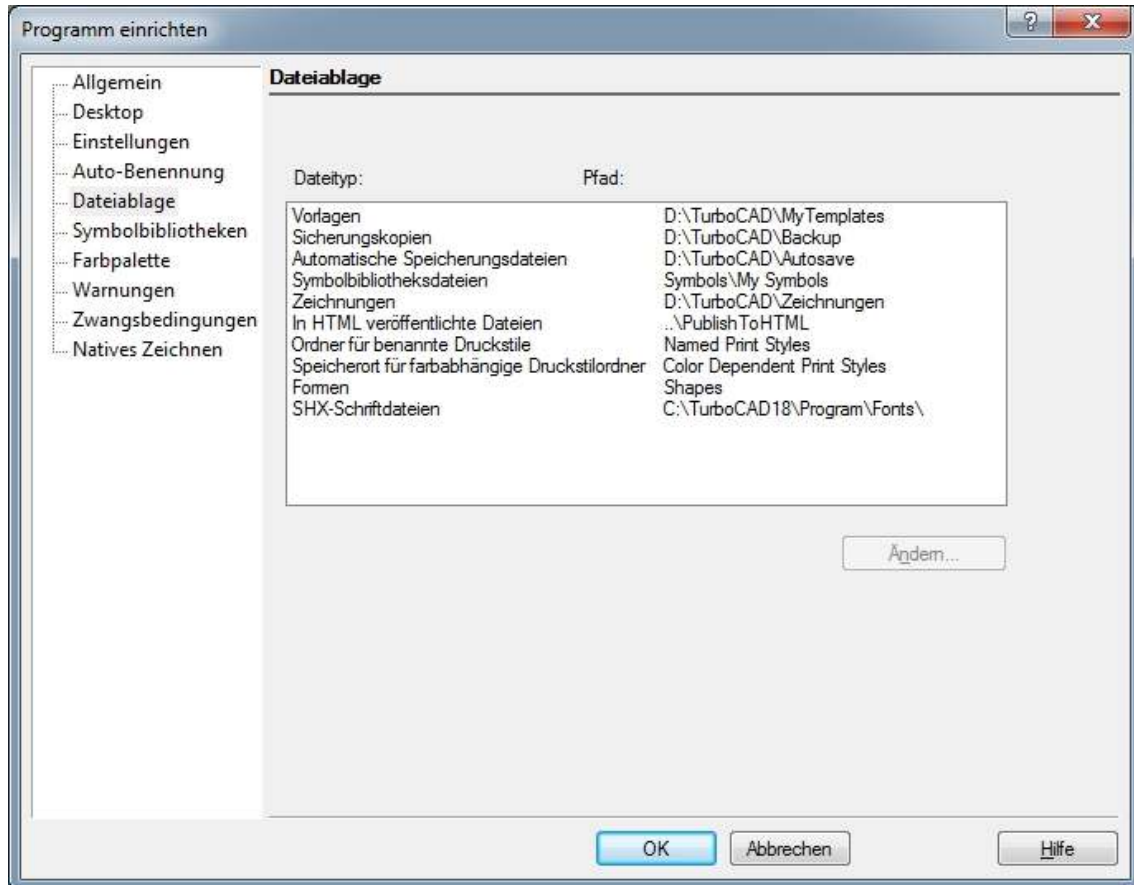 Programm einrichten
Allgemein
Desktop
Einstellungen
Auto-Benennung
Dateiablage
Symbolbibliotheken
Farbpalette
Warnungen
Zwangsbedingungen
Natives Zeichnen
Dateiablage
Dateityp: Pfad:
Vorlagen D:\TurboCAD\MyTemplates
Sicherungskopien D:\TurboCAD\Backup
Automatische Speicherungsdateien D:\TurboCAD\Autosave
Symbolbibliotheksdateien Symbols\My Symbols
Zeichnungen D:\TurboCAD\Zeichnungen
In HTML veröffentlichte Dateien ..\PublishToHTML
Ordner für benannte Druckstile Named Print Styles
Speicherort für farbabhängige Druckstilordner Color Dependent Print Styles
Formen Shapes
SHX-Schriftdateien C:\TurboCAD18\Program\Fonts\
Ändern...
OK Abbrechen Hilfe